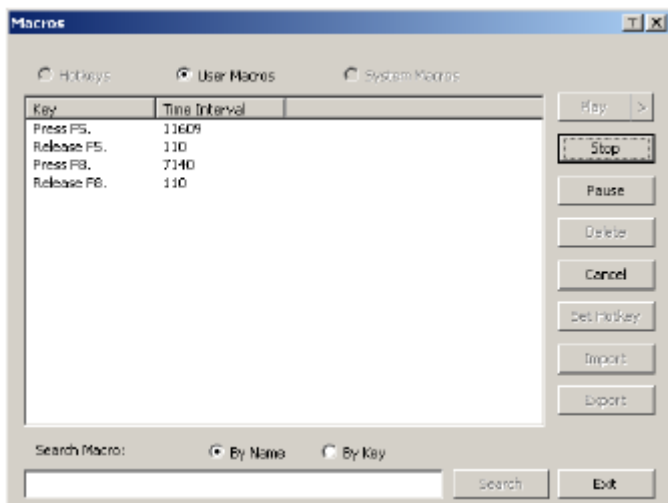 Macros
Hotkeys User Macros System Macros
Key Time Interval
Play >
Press F5. 11609
Release F5. 110
Stop
Press F8. 7140
Release F8. 110
Pause
Delete
Cancel
Set Hotkey
Import
Export
Search Macro: By Name By Key
Search Exit